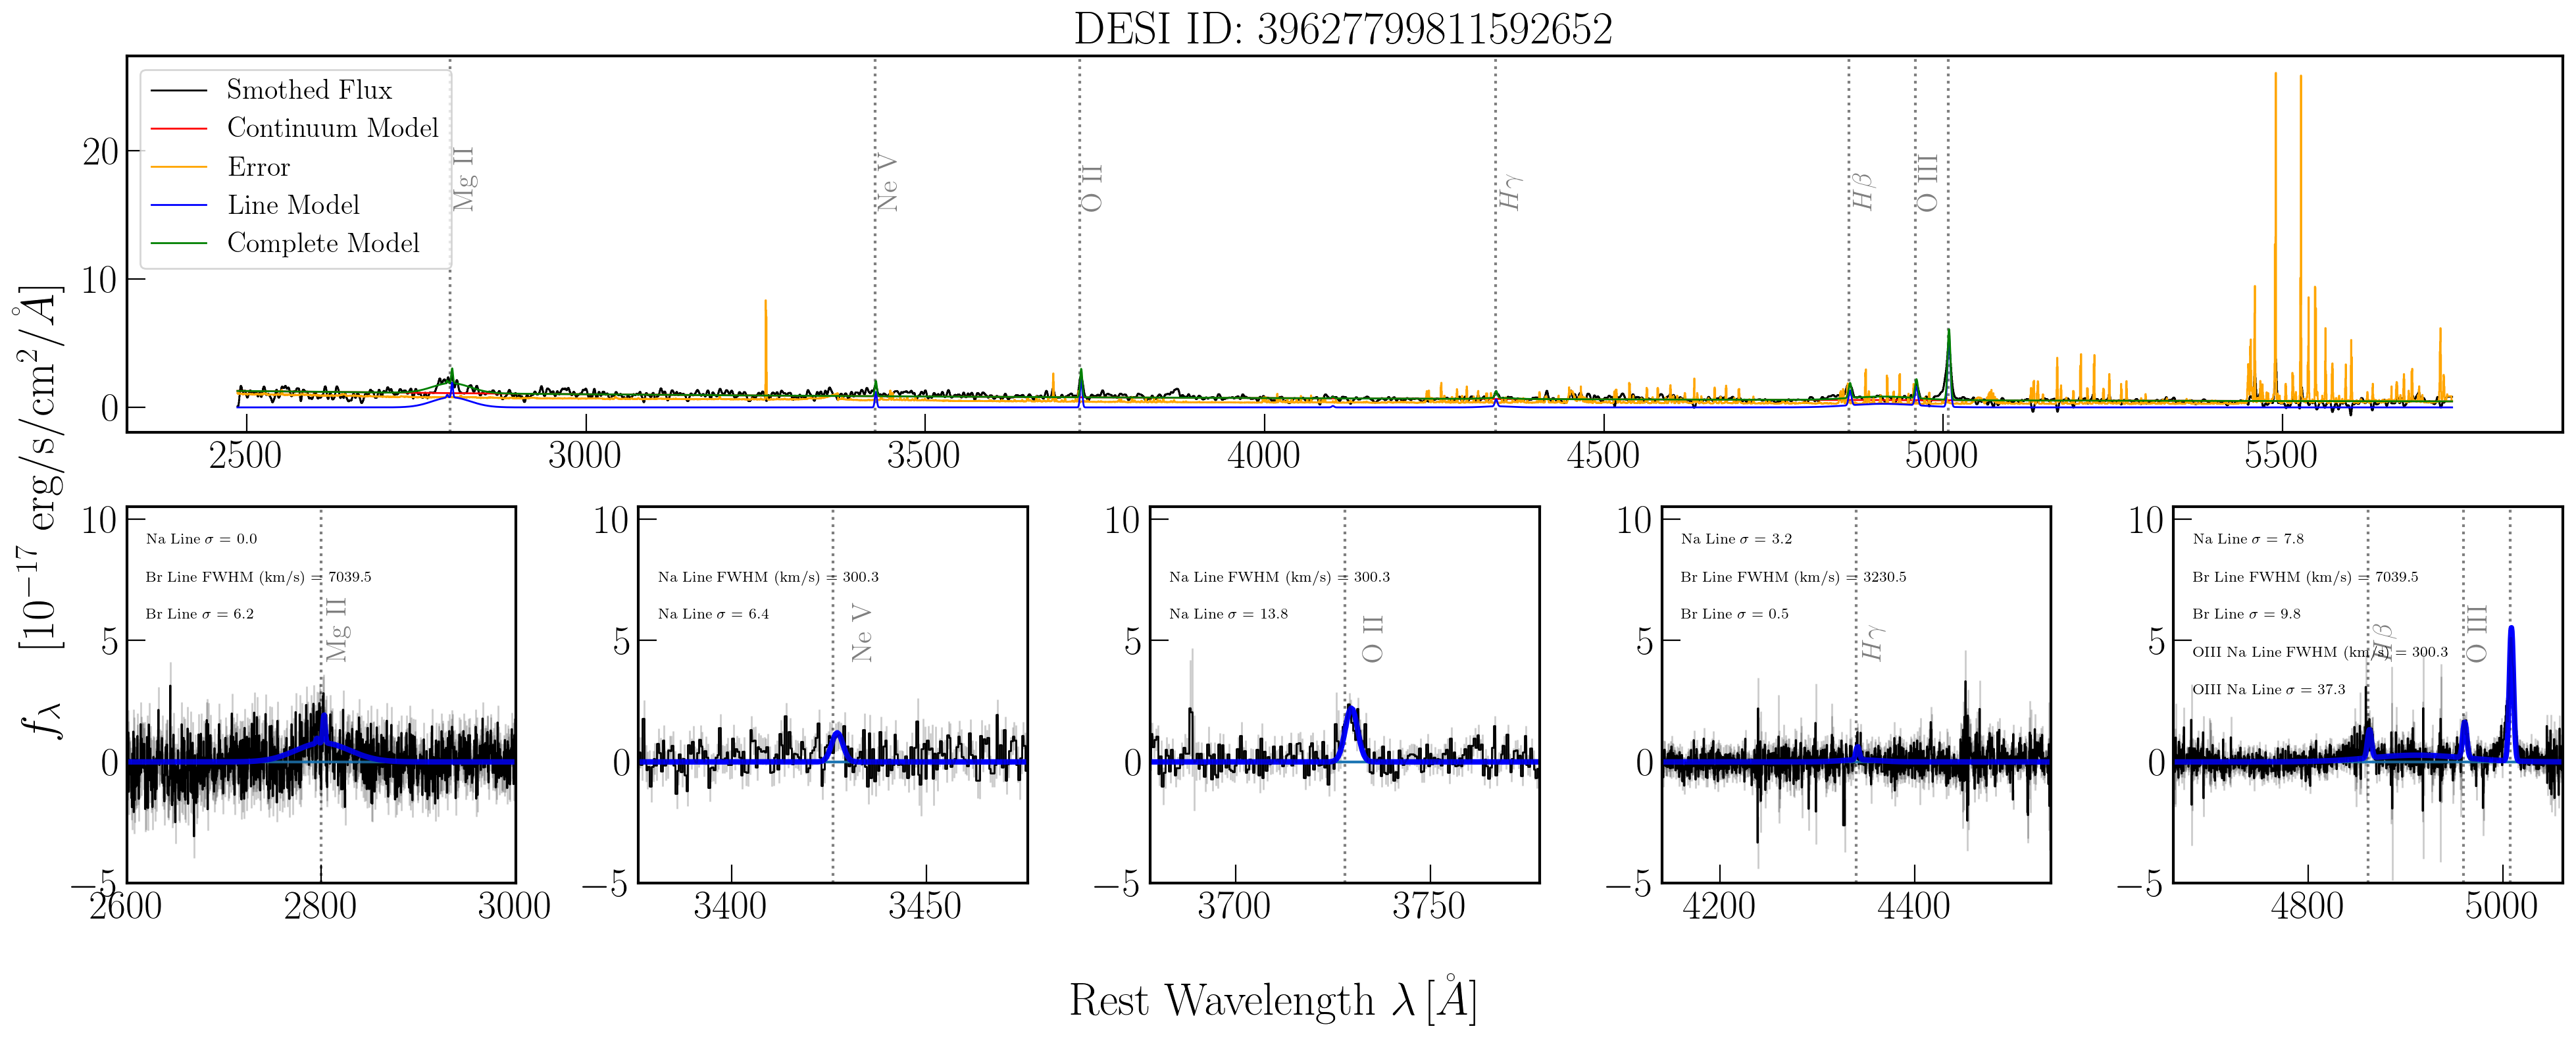 DESI ID: 39627799811592652
Smothed Flux
Continuum Model
Error
Line Model
Complete Model
Mg II
Ne V
O II
Hγ
Hβ
O III
20
10
0
2500 3000 3500 4000 4500 5000 5500
f_λ [10^−17 erg/s/cm^2/Å]
10
5
0
−5
Na Line σ = 0.0
Br Line FWHM (km/s) = 7039.5
Br Line σ = 6.2
Mg II
2600 2800 3000
10
5
0
−5
Na Line FWHM (km/s) = 300.3
Na Line σ = 6.4
Ne V
3400 3450
10
5
0
−5
Na Line FWHM (km/s) = 300.3
Na Line σ = 13.8
O II
3700 3750
10
5
0
−5
Na Line σ = 3.2
Br Line FWHM (km/s) = 3230.5
Br Line σ = 0.5
Hγ
4200 4400
10
5
0
−5
Na Line σ = 7.8
Br Line FWHM (km/s) = 7039.5
Br Line σ = 9.8
OIII Na Line FWHM (km/s) = 300.3
OIII Na Line σ = 37.3
Hβ
O III
4800 5000
Rest Wavelength λ [Å]